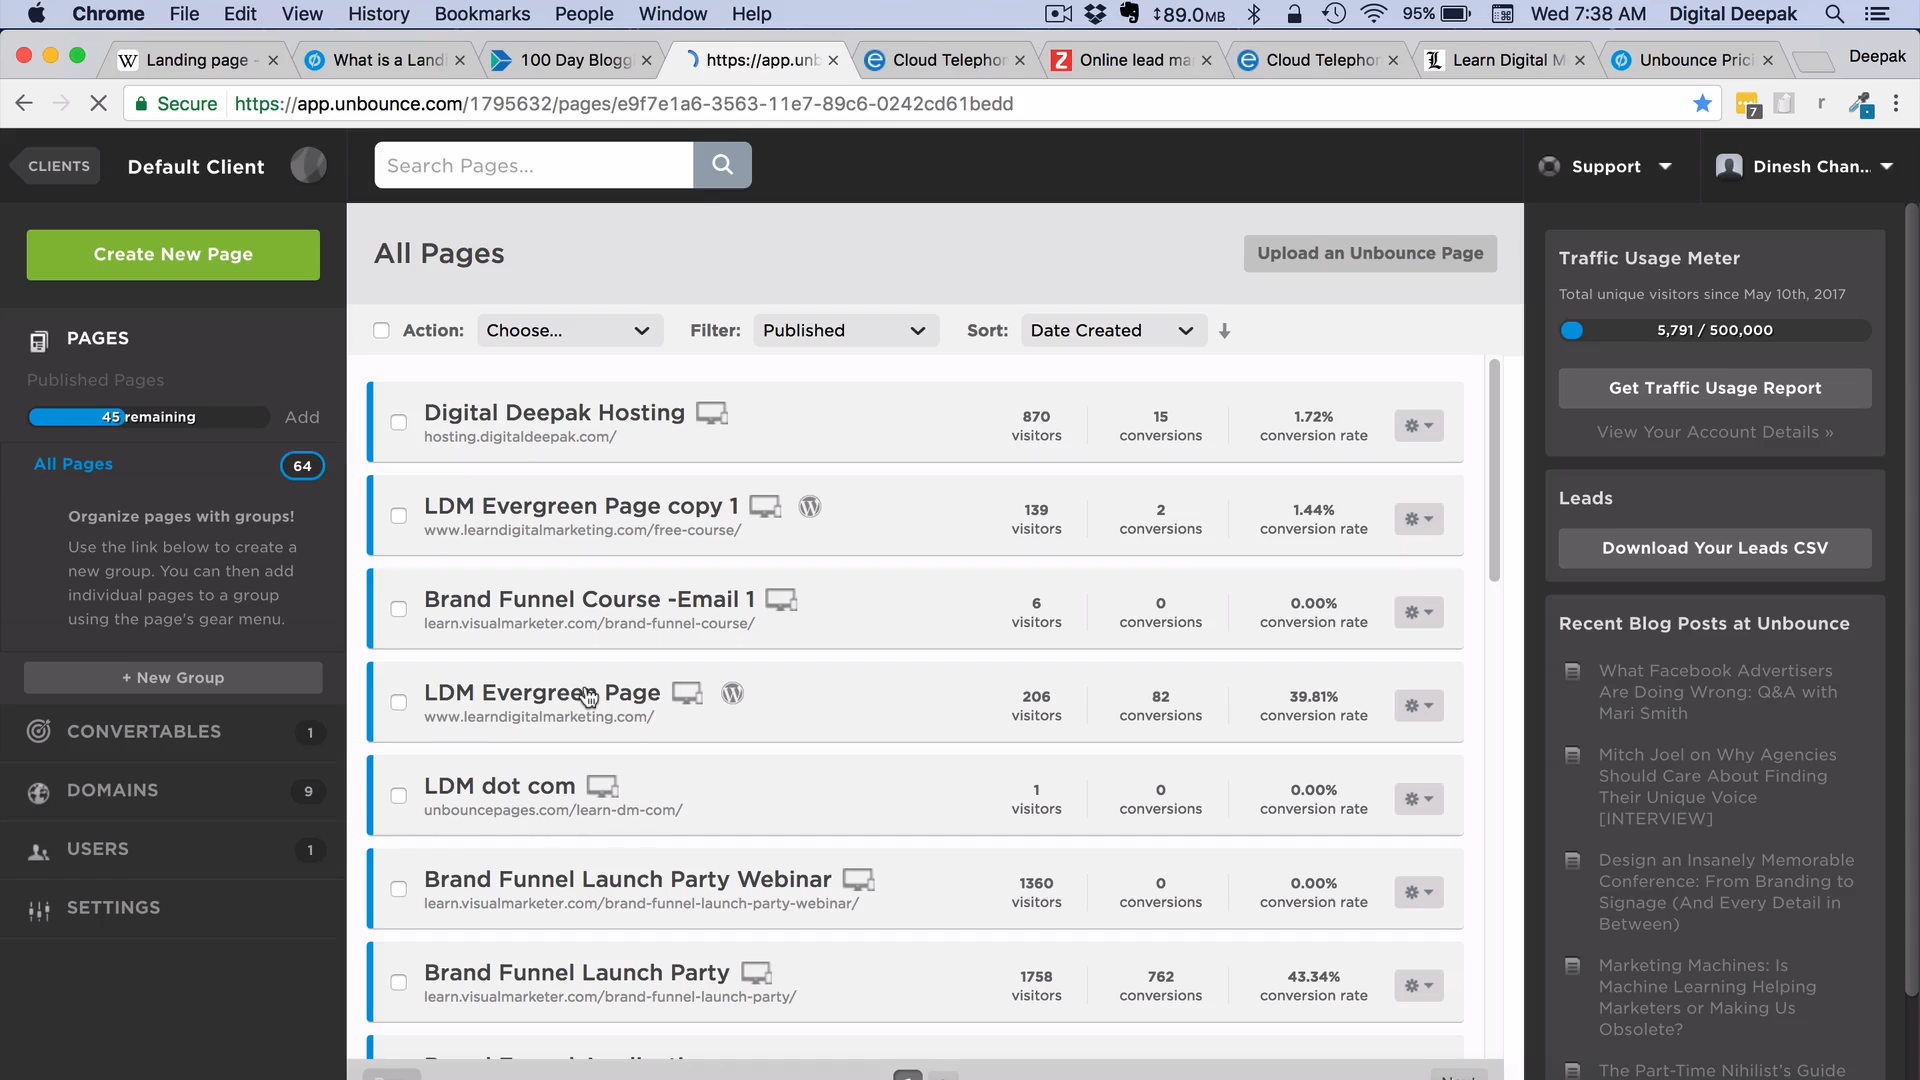 Chrome File Edit View History Bookmarks People Window Help
89.0MB 95% Wed 7:38 AM Digital Deepak
Landing page - What is a Landi 100 Day Bloggi https://app.unb Cloud Telephon Online lead ma Cloud Telephon Learn Digital M Unbounce Prici Deepak
Secure https://app.unbounce.com/1795632/pages/e9f7e1a6-3563-11e7-89c6-0242cd61bedd
7
r
CLIENTS Default Client
Search Pages...
Support
Dinesh Chan...
Create New Page
PAGES
Published Pages
45 remaining Add
All Pages 64
Organize pages with groups!
Use the link below to create a
new group. You can then add
individual pages to a group
using the page's gear menu.
+ New Group
CONVERTABLES 1
DOMAINS 9
USERS 1
SETTINGS
All Pages
Upload an Unbounce Page
Action: Choose... Filter: Published Sort: Date Created
Digital Deepak Hosting
hosting.digitaldeepak.com/
870 15 1.72%
visitors conversions conversion rate
LDM Evergreen Page copy 1
www.learndigitalmarketing.com/free-course/
139 2 1.44%
visitors conversions conversion rate
Brand Funnel Course -Email 1
learn.visualmarketer.com/brand-funnel-course/
6 0 0.00%
visitors conversions conversion rate
LDM Evergreen Page
www.learndigitalmarketing.com/
206 82 39.81%
visitors conversions conversion rate
LDM dot com
unbouncepages.com/learn-dm-com/
1 0 0.00%
visitors conversions conversion rate
Brand Funnel Launch Party Webinar
learn.visualmarketer.com/brand-funnel-launch-party-webinar/
1360 0 0.00%
visitors conversions conversion rate
Brand Funnel Launch Party
learn.visualmarketer.com/brand-funnel-launch-party/
1758 762 43.34%
visitors conversions conversion rate
Traffic Usage Meter
Total unique visitors since May 10th, 2017
5,791 / 500,000
Get Traffic Usage Report
View Your Account Details »
Leads
Download Your Leads CSV
Recent Blog Posts at Unbounce
What Facebook Advertisers
Are Doing Wrong: Q&A with
Mari Smith
Mitch Joel on Why Agencies
Should Care About Finding
Their Unique Voice
[INTERVIEW]
Design an Insanely Memorable
Conference: From Branding to
Signage (And Every Detail in
Between)
Marketing Machines: Is
Machine Learning Helping
Marketers or Making Us
Obsolete?
The Part-Time Nihilist's Guide